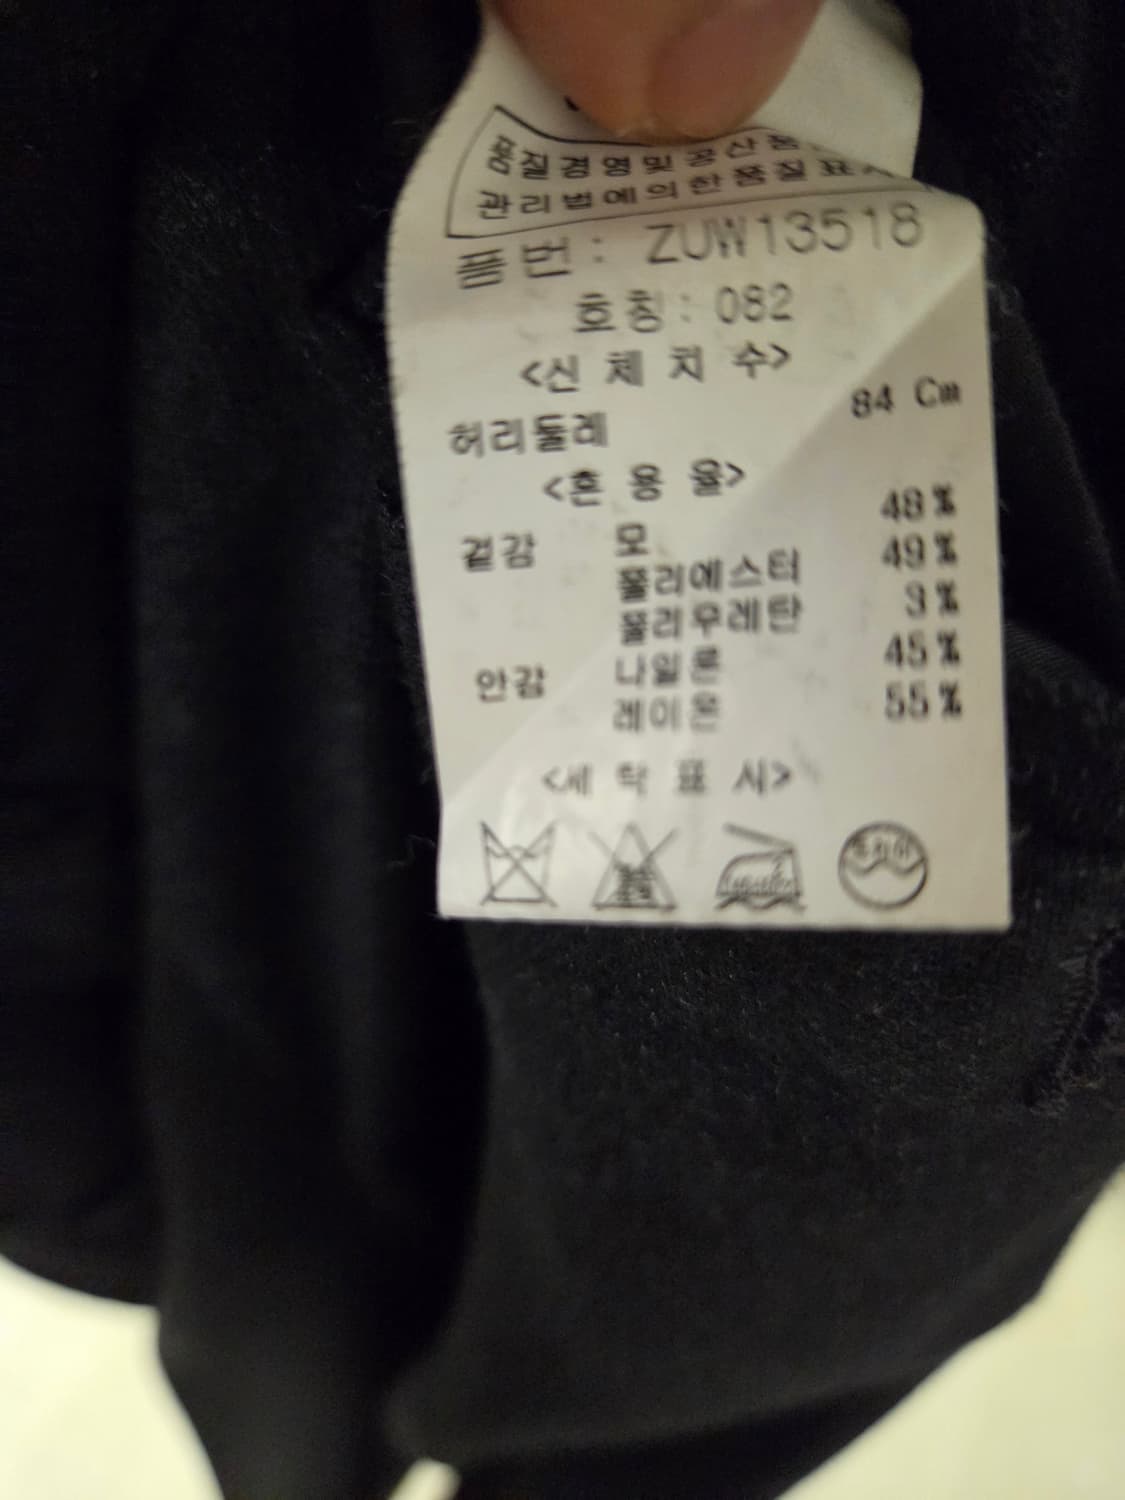 품질경영및공산품
관리법에의한품질표시
품번: ZUW13518
호칭: 082
<신 체 치 수>
허리둘레 84 Cm
<혼 용 율>
겉감 모 48%
폴리에스터 49%
폴리우레탄 3%
안감 나일론 45%
레이온 55%
<세 탁 표 시>
드라이